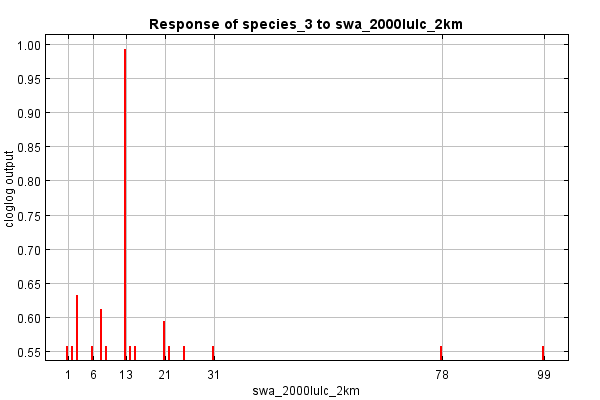 Response of species_3 to swa_2000lulc_2km
cloglog output
1.00
0.95
0.90
0.85
0.80
0.75
0.70
0.65
0.60
0.55
1 6 13 21 31 78 99
swa_2000lulc_2km